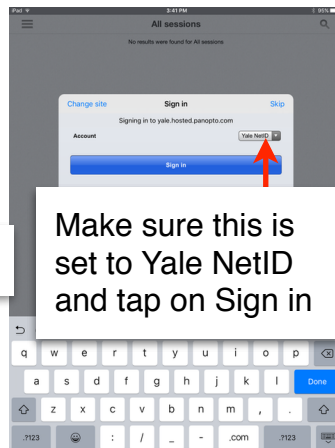 iPad 3:41 PM 95%
All sessions
No results were found for All sessions
Change site Sign in Skip
Signing in to yale.hosted.panopto.com
Account Yale NetID
Sign in
Make sure this is
set to Yale NetID
and tap on Sign in
q w e r t y u i o p
a s d f g h j k l Done
z x c v b n m , .
.?123 : / _ - .com .?123